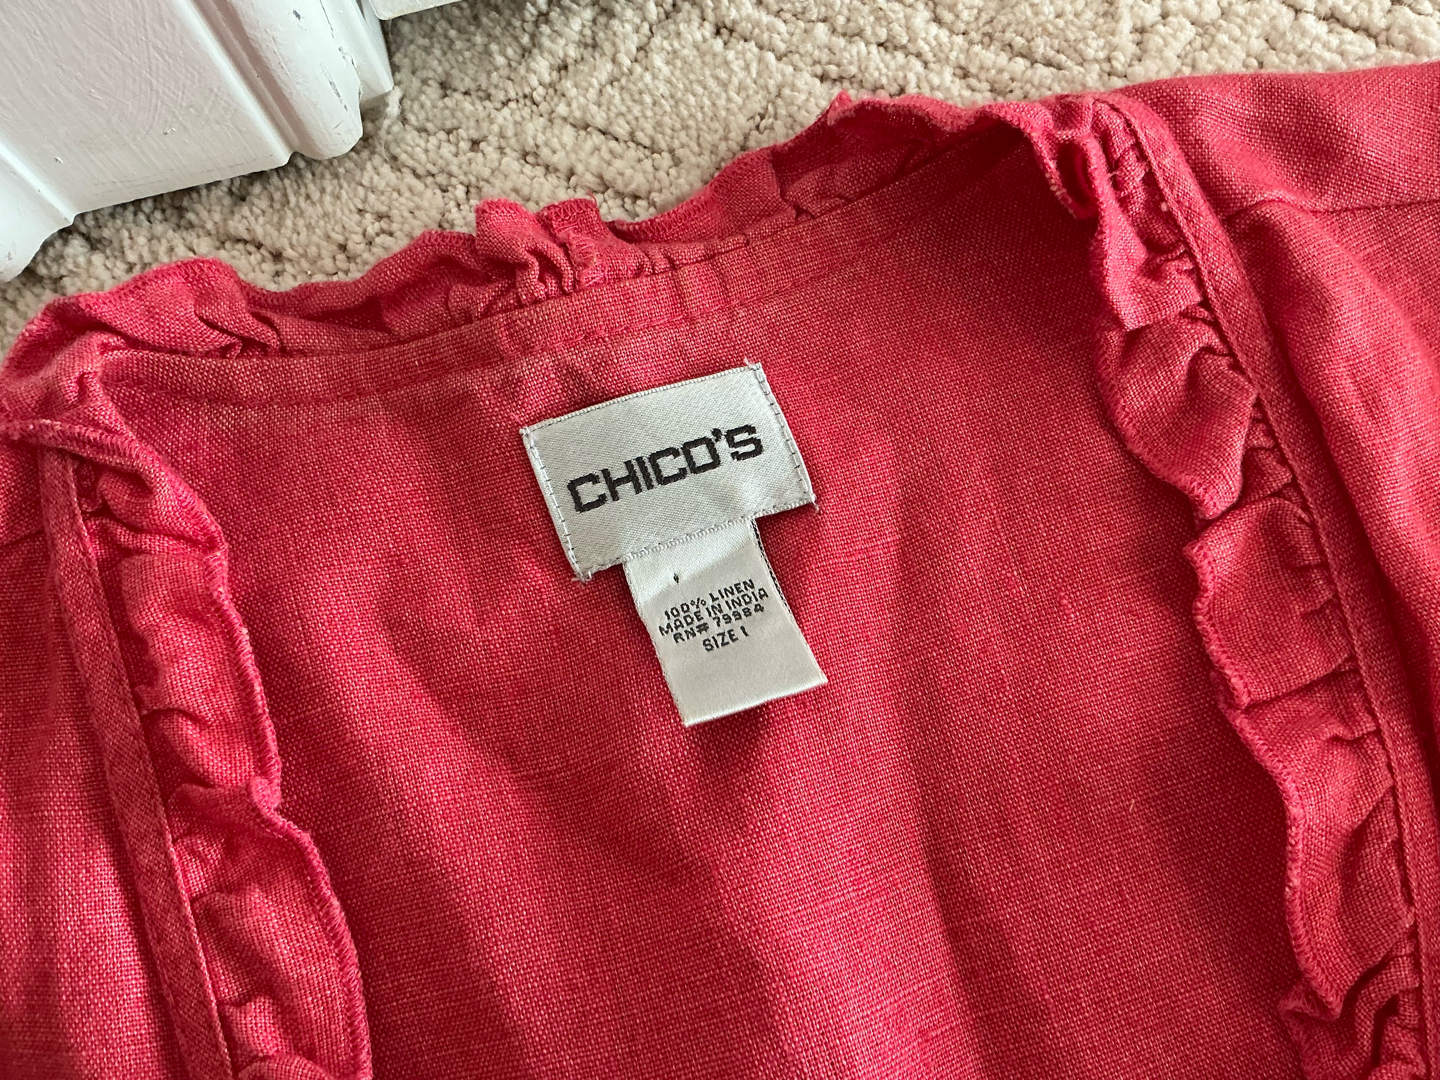 CHICO'S
100% LINEN
MADE IN INDIA
RN# 79984
SIZE 1